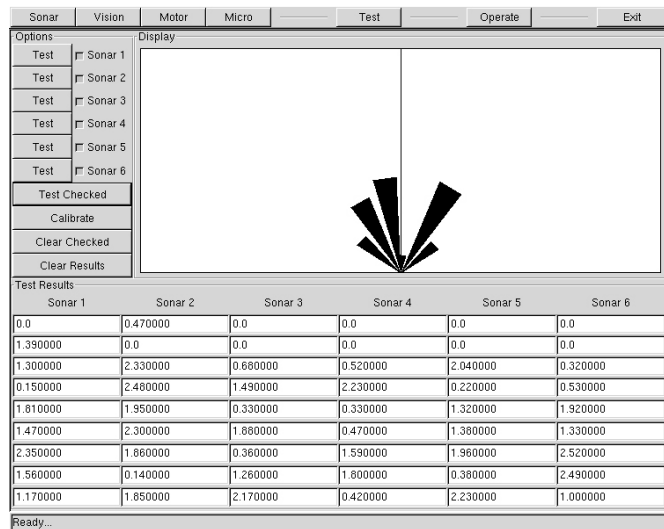 Sonar Vision Motor Micro Test Operate Exit
Options Display
Test Sonar 1
Test Sonar 2
Test Sonar 3
Test Sonar 4
Test Sonar 5
Test Sonar 6
Test Checked
Calibrate
Clear Checked
Clear Results
Test Results
Sonar 1 Sonar 2 Sonar 3 Sonar 4 Sonar 5 Sonar 6
0.0 0.470000 0.0 0.0 0.0 0.0
1.390000 0.0 0.0 0.0 0.0 0.0
1.300000 2.330000 0.680000 0.520000 2.040000 0.320000
0.150000 2.480000 1.490000 2.230000 0.220000 0.530000
1.810000 1.950000 0.330000 0.330000 1.320000 1.920000
1.470000 2.300000 1.880000 0.470000 1.380000 1.330000
2.350000 1.860000 0.360000 1.590000 1.960000 2.520000
1.560000 0.140000 1.260000 1.800000 0.380000 2.490000
1.170000 1.850000 2.170000 0.420000 2.230000 1.000000
Ready...